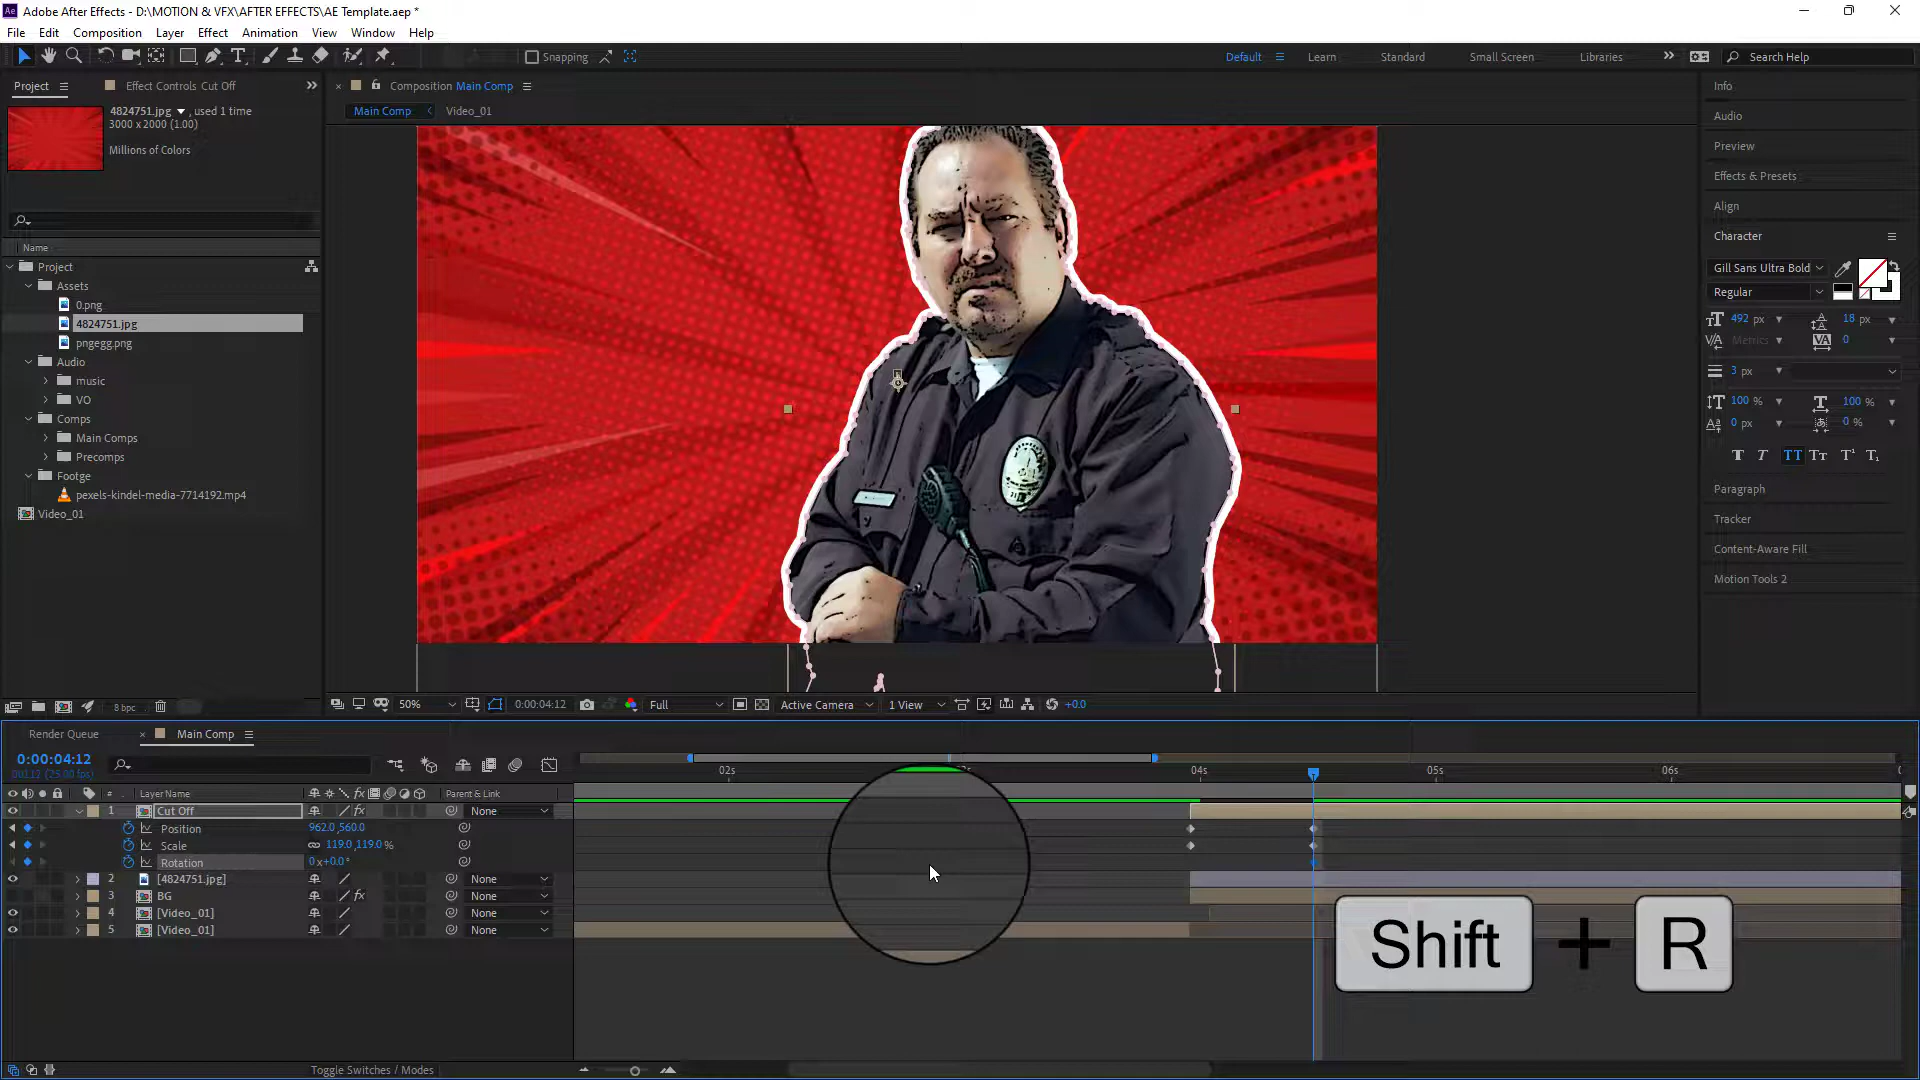 Adobe After Effects - D:\MOTION & VFX\AFTER EFFECTS\AE Template.aep *
File Edit Composition Layer Effect Animation View Window Help
Snapping Default Learn Standard Small Screen Libraries Search Help
Project Effect Controls Cut Off
Composition Main Comp
Main Comp Video_01
4824751.jpg , used 1 time
3000 x 2000 (1.00)
Millions of Colors
Name
Project
Assets
0.png
4824751.jpg
pngegg.png
Audio
music
VO
Comps
Main Comps
Precomps
Footge
pexels-kindel-media-7714192.mp4
Video_01
8 bpc
50% 0:00:04:12 Full Active Camera 1 View +0.0
Info
Audio
Preview
Effects & Presets
Align
Character
Gill Sans Ultra Bold
Regular
492 px 18 px
Metrics 0
3 px
100 % 100 %
0 px 0 %
Paragraph
Tracker
Content-Aware Fill
Motion Tools 2
Render Queue Main Comp
0:00:04:12
# Layer Name Parent & Link
02s 04s 05s 06s
1 Cut Off None
Position 962.0,560.0
Scale 119.0,119.0 %
Rotation 0x+0.0°
2 [4824751.jpg] None
3 BG None
4 [Video_01] None
5 [Video_01] None
Toggle Switches / Modes
Shift + R